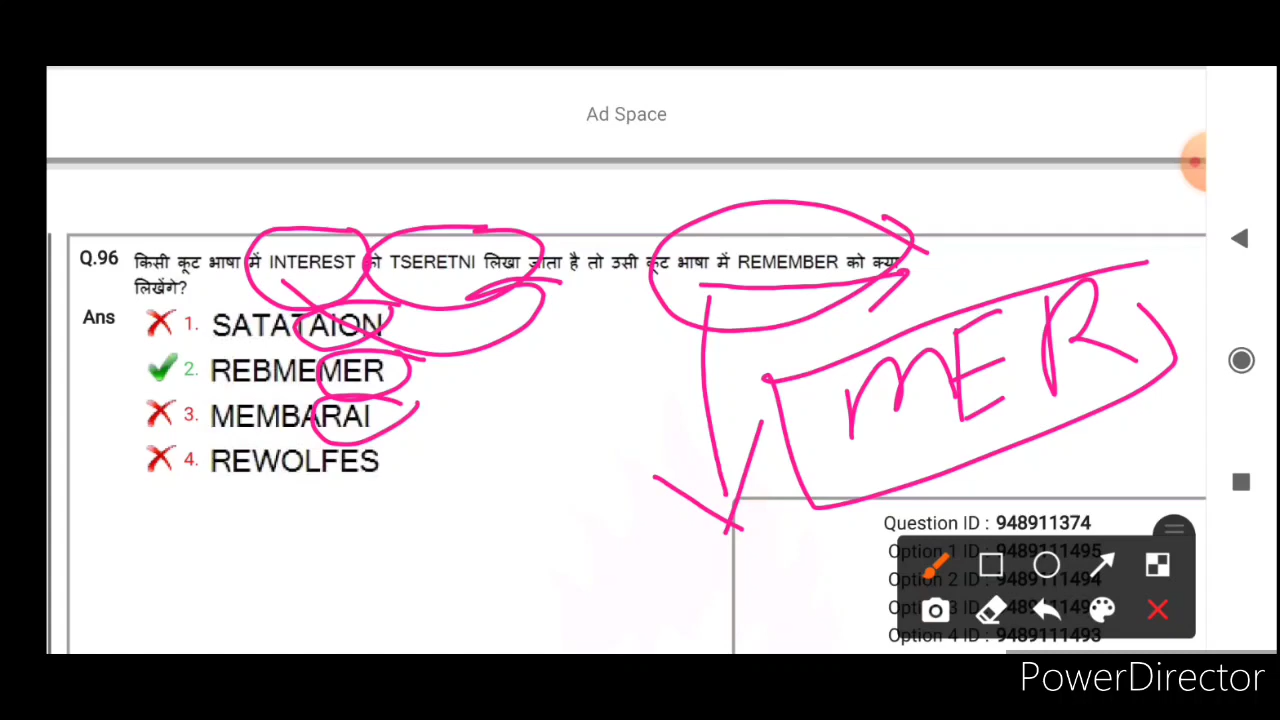 Ad Space
Q.96 किसी कूट भाषा में INTEREST को TSERETNI लिखा जाता है तो उसी कूट भाषा में REMEMBER को क्या
लिखेंगे?
Ans 1. SATATAION
2. REBMEMER
3. MEMBARAI
4. REWOLFES
MER
Question ID : 948911374
Option 1 ID : 9489111495
Option 2 ID : 9489111494
Option 4 ID : 9489111493
PowerDirector